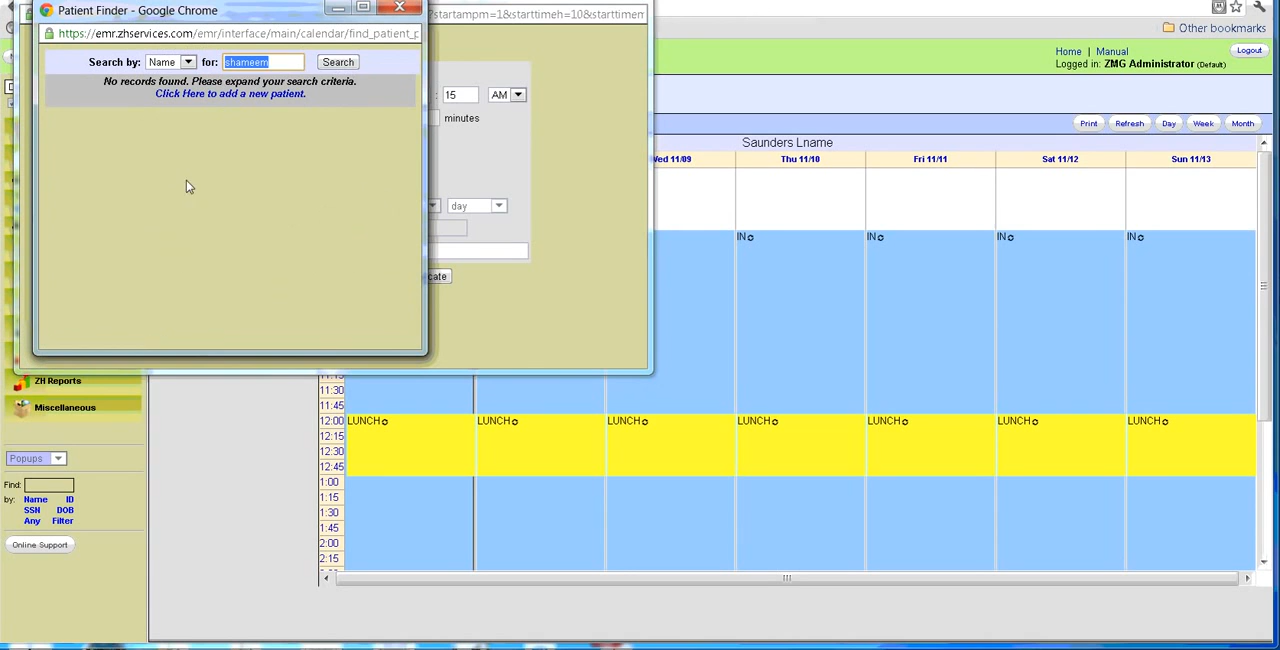 Patient Finder - Google Chrome
https://emr.zhservices.com/emr/interface/main/calendar/find_patient_p
?startampm=1&starttimeh=10&starttimem
Search by: Name for: shameem Search
No records found. Please expand your search criteria.
Click Here to add a new patient.
: 15 AM
minutes
day
cate
Other bookmarks
Home | Manual Logout
Logged in: ZMG Administrator (Default)
Print Refresh Day Week Month
Saunders Lname
Wed 11/09 Thu 11/10 Fri 11/11 Sat 11/12 Sun 11/13
IN IN IN IN
ZH Reports
Miscellaneous
Popups
Find:
by: Name ID
SSN DOB
Any Filter
Online Support
11:15
11:30
11:45
12:00 LUNCH LUNCH LUNCH LUNCH LUNCH LUNCH LUNCH
12:15
12:30
12:45
1:00
1:15
1:30
1:45
2:00
2:15